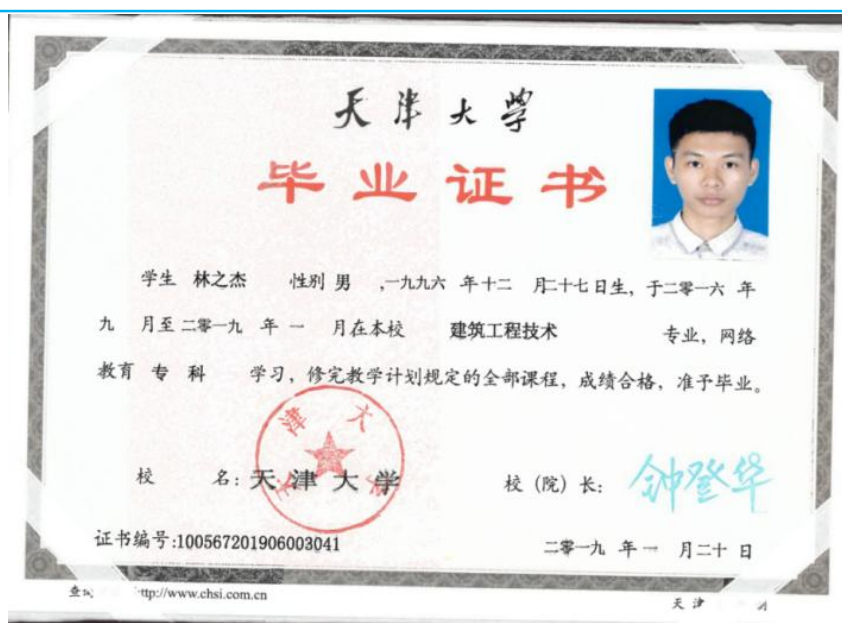 天津大学
毕业证书
学生 林之杰 性别 男 ,一九九六 年十二 月二十七日生，于二零一六 年
九 月至二零一九 年 一 月在本校 建筑工程技术 专业，网络
教育 专 科 学习，修完教学计划规定的全部课程，成绩合格，准予毕业。
天津大学
校 名:天津大学 校（院）长: 钟登华
证书编号:100567201906003041 二零一九 年 一 月二十 日
查 ttp://www.chsi.com.cn 天津